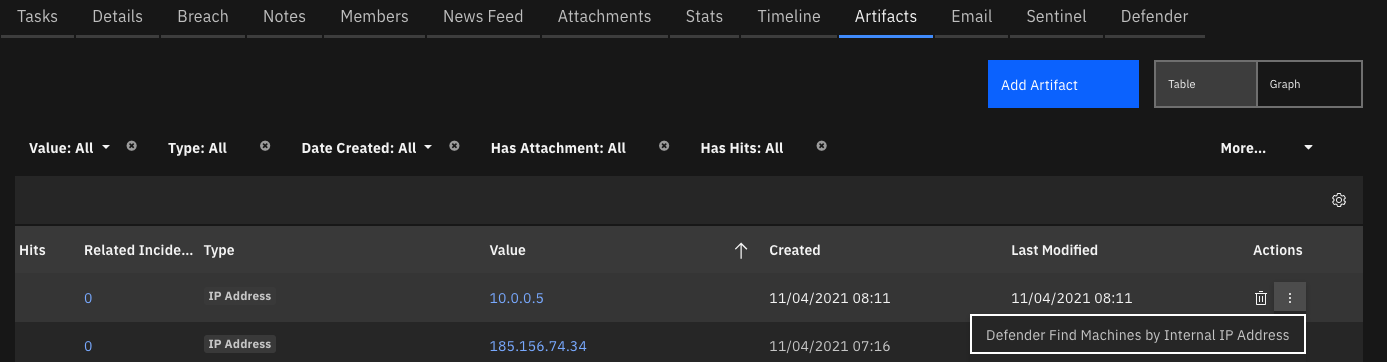 Tasks Details Breach Notes Members News Feed Attachments Stats Timeline Artifacts Email Sentinel Defender
Add Artifact Table Graph
Value: All Type: All Date Created: All Has Attachment: All Has Hits: All More...
Hits Related Incide... Type Value Created Last Modified Actions
0 IP Address 10.0.0.5 11/04/2021 08:11 11/04/2021 08:11
Defender Find Machines by Internal IP Address
0 IP Address 185.156.74.34 11/04/2021 07:16